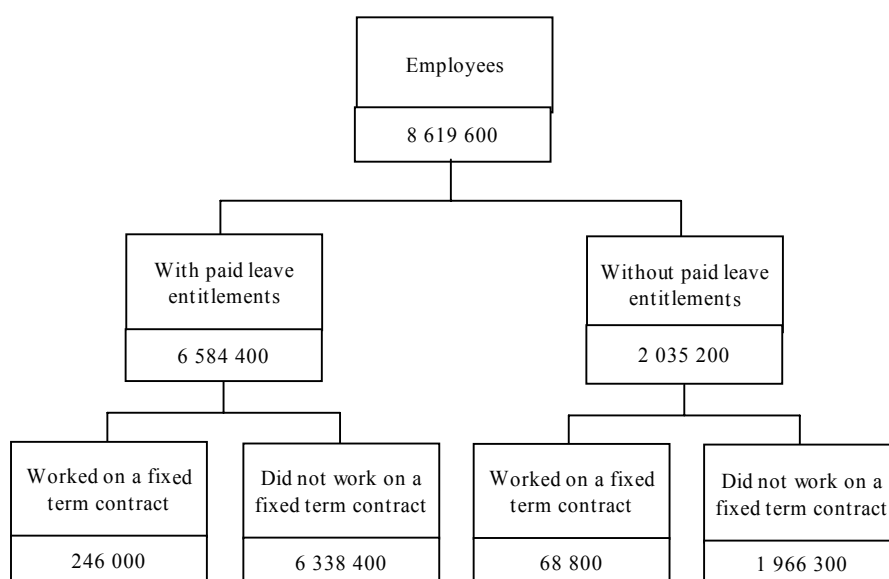 Employees
8 619 600
With paid leave
entitlements
6 584 400
Without paid leave
entitlements
2 035 200
Worked on a fixed
term contract
246 000
Did not work on a
fixed term contract
6 338 400
Worked on a fixed
term contract
68 800
Did not work on a
fixed term contract
1 966 300